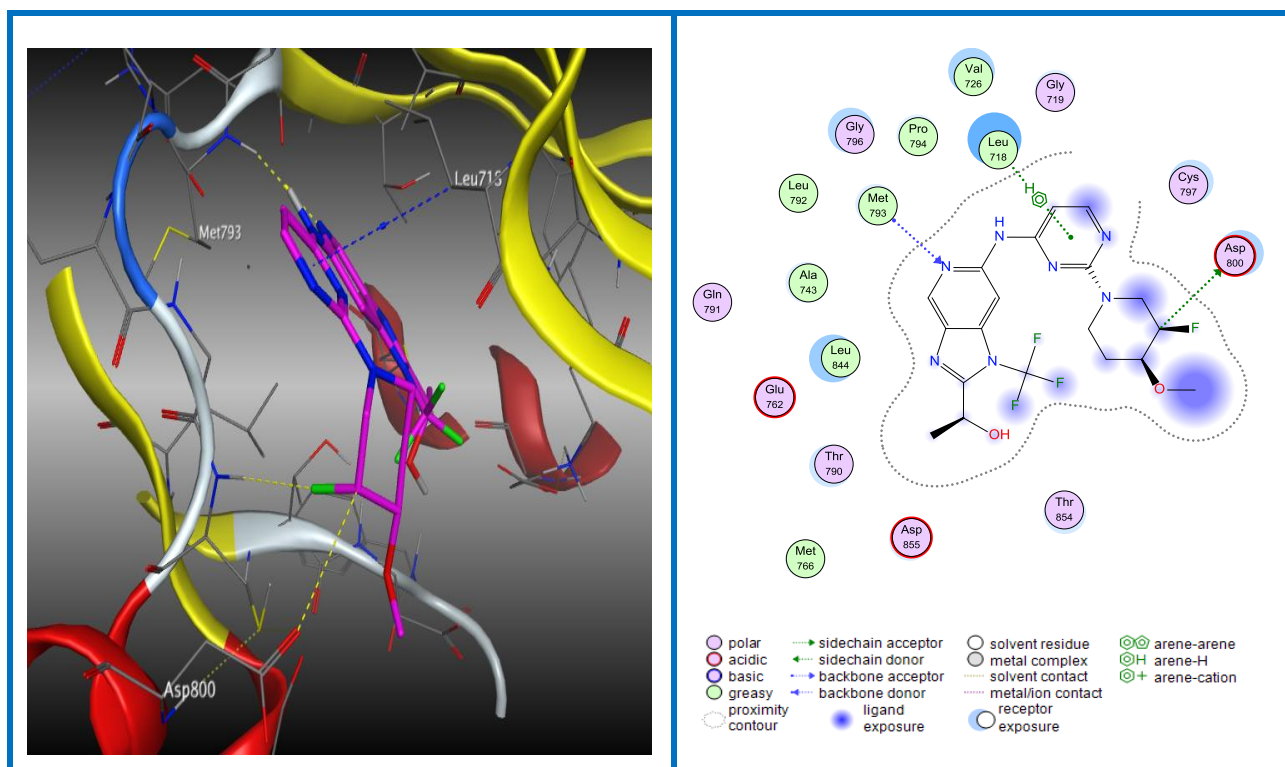 Leu718
Met793
Asp800
Val
726
Gly
719
Gly
796
Pro
794
Leu
718
Leu
792
Met
793
Cys
797
Asp
800
Ala
743
Gln
791
Leu
844
Glu
762
Thr
790
Asp
855
Thr
854
Met
766
H
H
N
N
N
N
N
N
N
F
F
F
F
O
OH
polar
acidic
basic
greasy
proximity
contour
sidechain acceptor
sidechain donor
backbone acceptor
backbone donor
ligand
exposure
solvent residue
metal complex
solvent contact
metal/ion contact
receptor
exposure
arene-arene
H arene-H
+ arene-cation